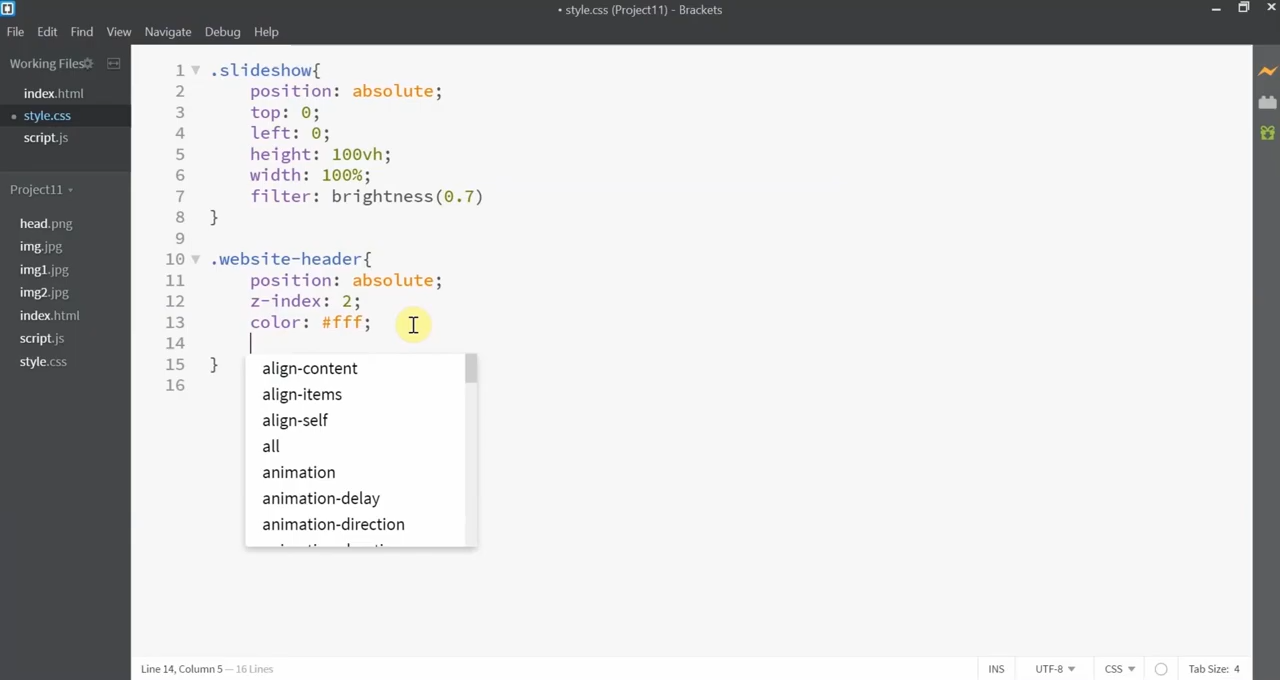 • style.css (Project11) - Brackets
File Edit Find View Navigate Debug Help
Working Files
index.html
• style.css
script.js
Project11
head.png
img.jpg
img1.jpg
img2.jpg
index.html
script.js
style.css
1 .slideshow{
2 position: absolute;
3 top: 0;
4 left: 0;
5 height: 100vh;
6 width: 100%;
7 filter: brightness(0.7)
8 }
9
10 .website-header{
11 position: absolute;
12 z-index: 2;
13 color: #fff;
14
15 }
16
align-content
align-items
align-self
all
animation
animation-delay
animation-direction
Line 14, Column 5 — 16 Lines
INS UTF-8 CSS Tab Size: 4